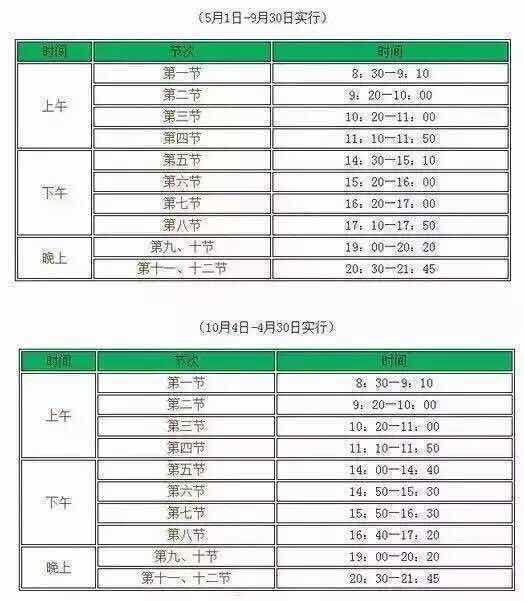 （5月1日-9月30日实行）
时间 节次 时间
上午 第一节 8：30—9：10
第二节 9：20—10：00
第三节 10：20—11：00
第四节 11：10—11：50
下午 第五节 14：30—15：10
第六节 15：20—16：00
第七节 16：20—17：00
第八节 17：10—17：50
晚上 第九、十节 19：00—20：20
第十一、十二节 20：30—21：45
（10月4日-4月30日实行）
时间 节次 时间
上午 第一节 8：30—9：10
第二节 9：20—10：00
第三节 10：20—11：00
第四节 11：10—11：50
下午 第五节 14：00—14：40
第六节 14：50—15：30
第七节 15：50—16：30
第八节 16：40—17：20
晚上 第九、十节 19：00—20：20
第十一、十二节 20：30—21：45